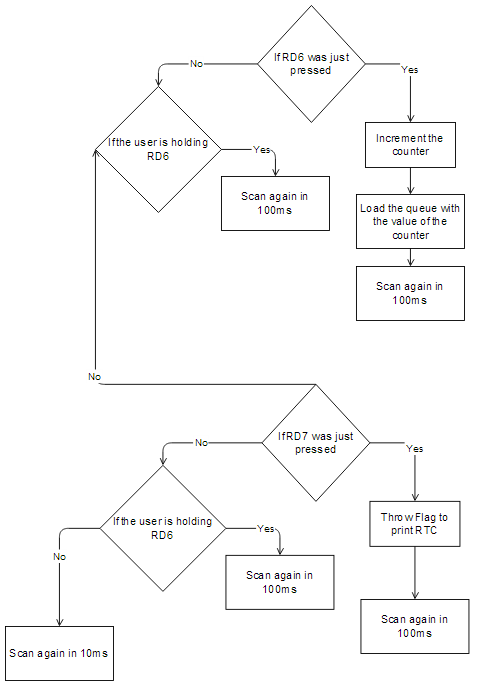 If RD6 was just
pressed
No
Yes
If the user is holding
RD6
Yes
Increment the
counter
Scan again in
100ms
Load the queue with
the value of the
counter
Scan again in
100ms
No
If RD7 was just
pressed
No
Yes
If the user is holding
RD6
Yes
No
Throw Flag to
print RTC
Scan again in
100ms
Scan again in
100ms
Scan again in 10ms